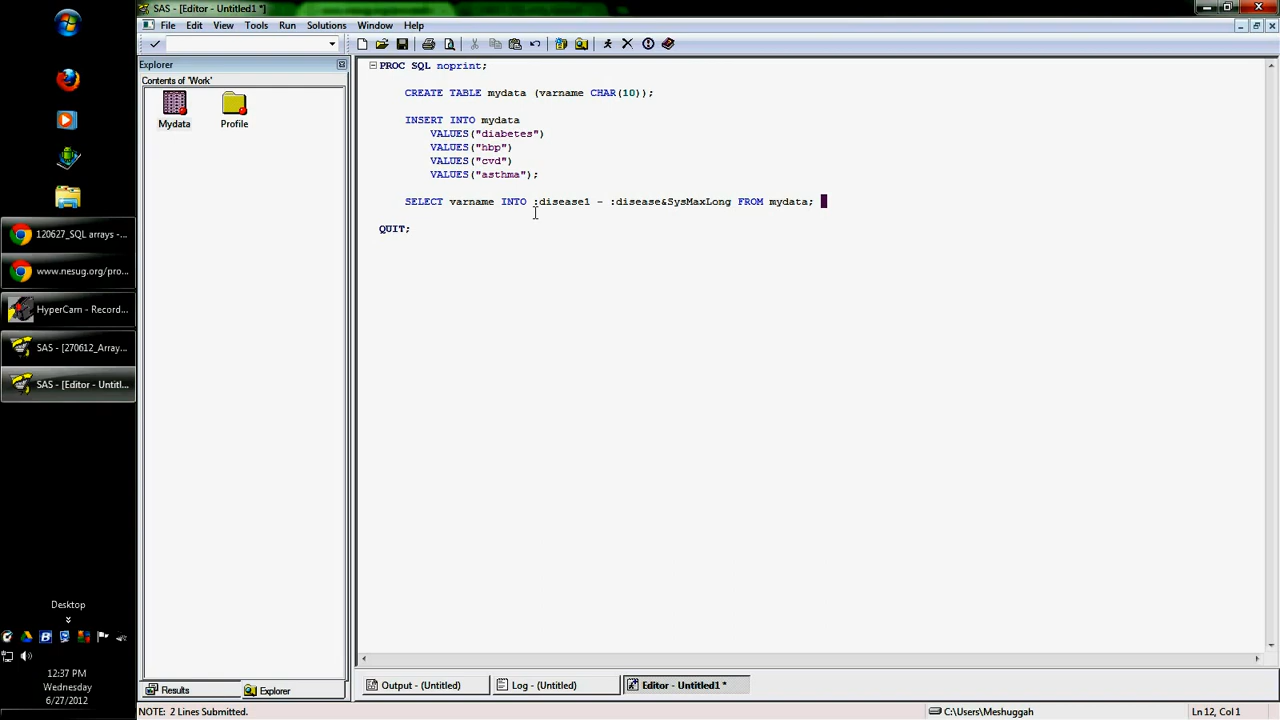 SAS - [Editor - Untitled1 *]
File Edit View Tools Run Solutions Window Help
Explorer
Contents of 'Work'
Mydata Profile
PROC SQL noprint;
CREATE TABLE mydata (varname CHAR(10));
INSERT INTO mydata
VALUES("diabetes")
VALUES("hbp")
VALUES("cvd")
VALUES("asthma");
SELECT varname INTO :disease1 - :disease&SysMaxLong FROM mydata;
QUIT;
120627_SQL arrays -...
www.nesug.org/pro...
HyperCam - Record...
SAS - [270612_Array...
SAS - [Editor - Untitl...
Desktop
12:37 PM
Wednesday
6/27/2012
Results Explorer
Output - (Untitled) Log - (Untitled) Editor - Untitled1 *
NOTE: 2 Lines Submitted. C:\Users\Meshuggah Ln 12, Col 1